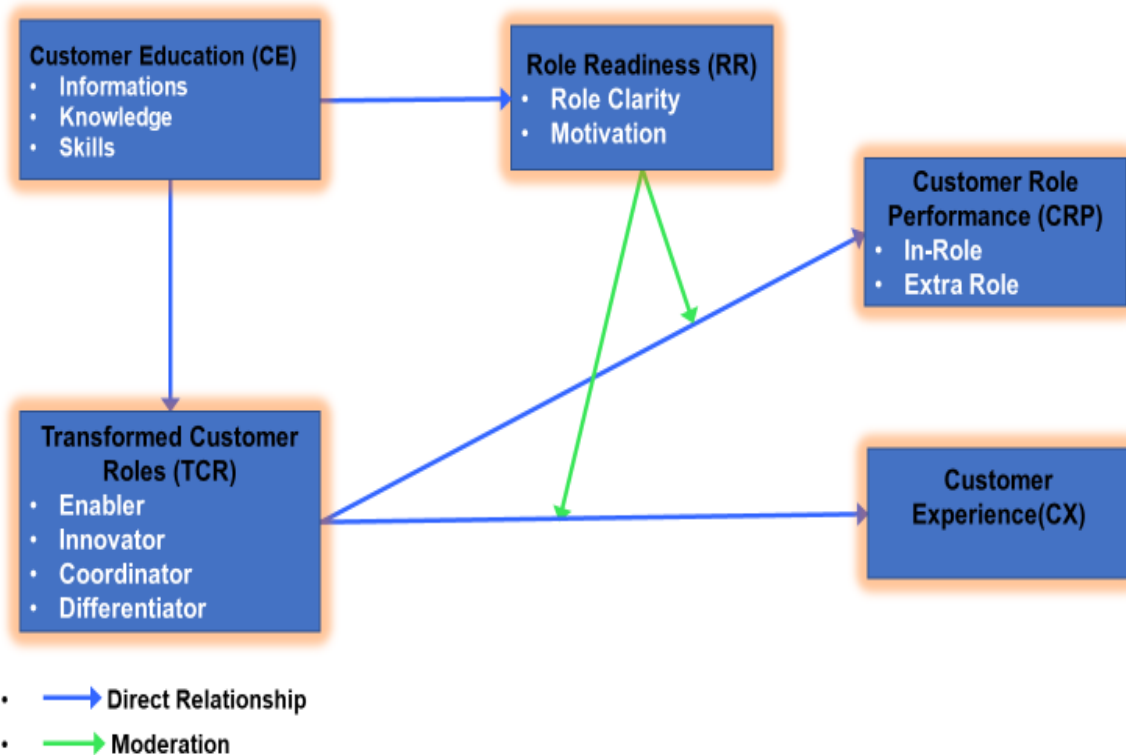 Customer Education (CE)
• Informations
• Knowledge
• Skills
Role Readiness (RR)
• Role Clarity
• Motivation
Customer Role
Performance (CRP)
• In-Role
• Extra Role
Transformed Customer
Roles (TCR)
• Enabler
• Innovator
• Coordinator
• Differentiator
Customer
Experience(CX)
• Direct Relationship
• Moderation